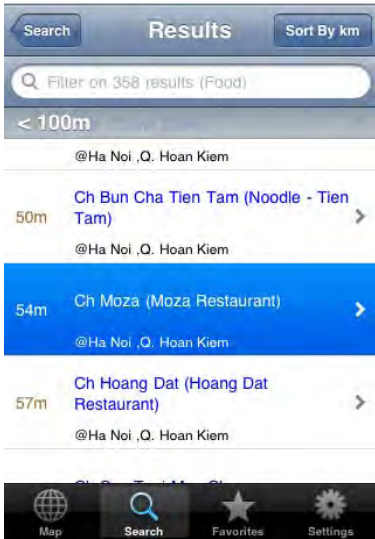 Search
Results
Sort By km
Filter on 358 results (Food)
< 100m
@Ha Noi ,Q. Hoan Kiem
50m
Ch Bun Cha Tien Tam (Noodle - Tien
Tam)
@Ha Noi ,Q. Hoan Kiem
54m
Ch Moza (Moza Restaurant)
@Ha Noi ,Q. Hoan Kiem
57m
Ch Hoang Dat (Hoang Dat
Restaurant)
@Ha Noi ,Q. Hoan Kiem
Map
Search
Favorites
Settings